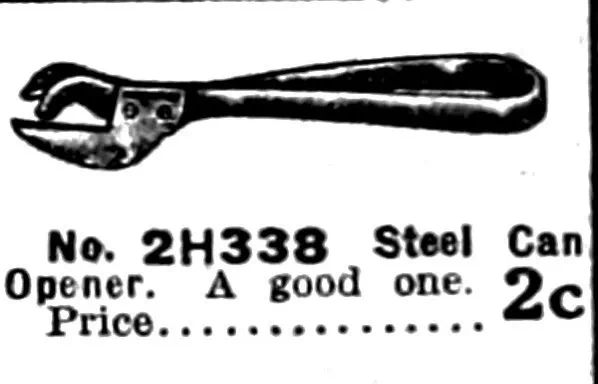 No. 2H338 Steel Can
Opener. A good one.
Price................ 2c